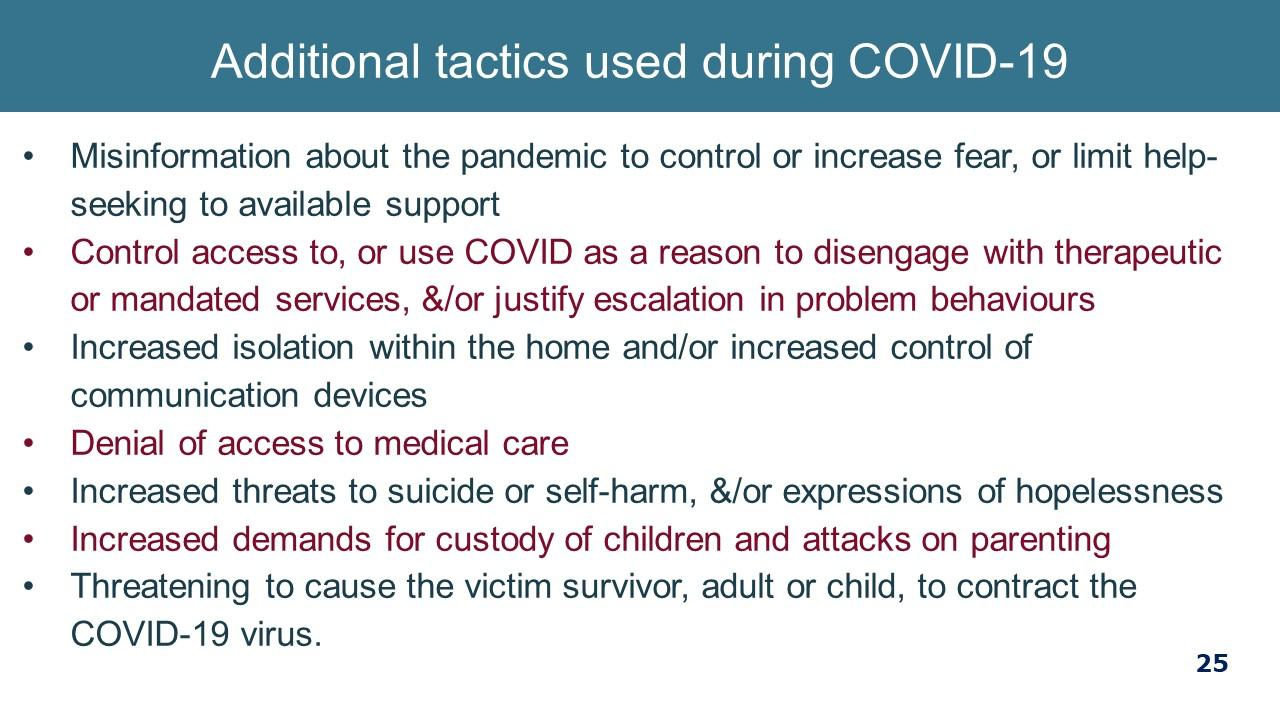 Additional tactics used during COVID-19
• Misinformation about the pandemic to control or increase fear, or limit help-
seeking to available support
• Control access to, or use COVID as a reason to disengage with therapeutic
or mandated services, &/or justify escalation in problem behaviours
• Increased isolation within the home and/or increased control of
communication devices
• Denial of access to medical care
• Increased threats to suicide or self-harm, &/or expressions of hopelessness
• Increased demands for custody of children and attacks on parenting
• Threatening to cause the victim survivor, adult or child, to contract the
COVID-19 virus.
25